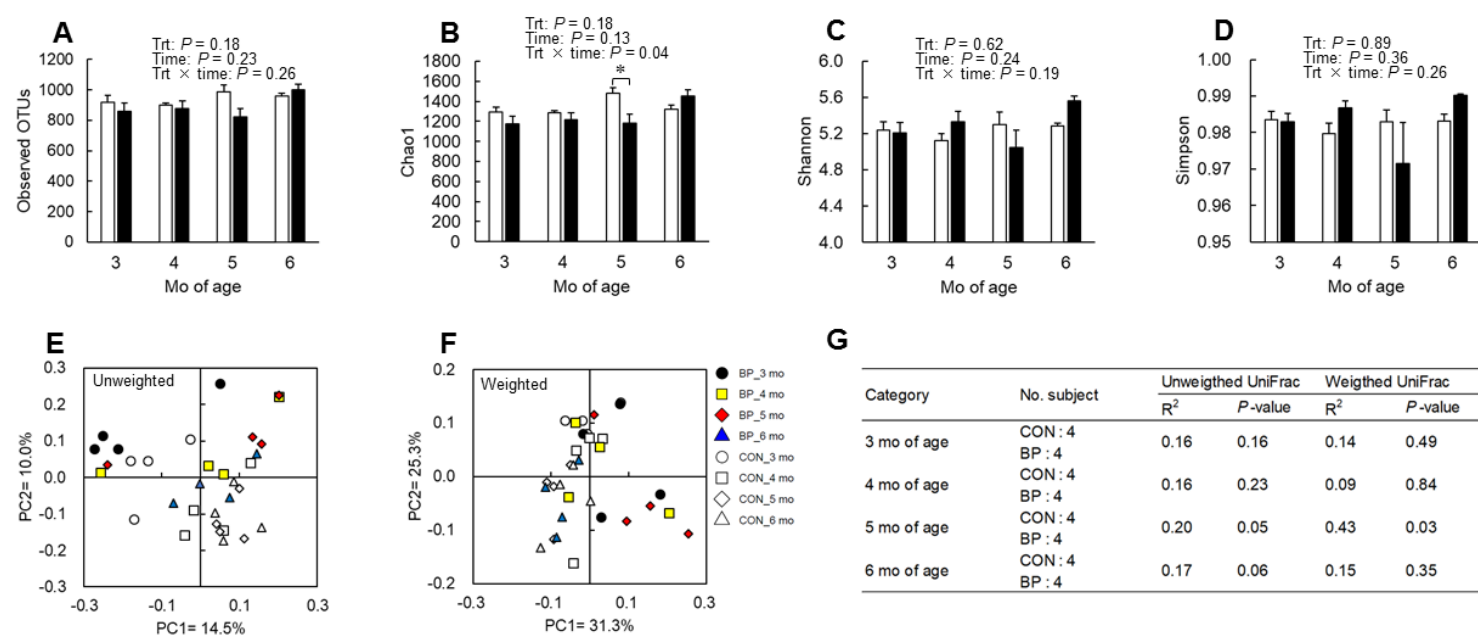 A
Trt: P = 0.18
Time: P = 0.23
Trt × time: P = 0.26
Observed OTUs
1200
1000
800
600
400
200
0
3 4 5 6
Mo of age
B
Trt: P = 0.18
Time: P = 0.13
Trt × time: P = 0.04
*
Chao1
1800
1600
1400
1200
1000
800
600
400
200
0
3 4 5 6
Mo of age
C
Trt: P = 0.62
Time: P = 0.24
Trt × time: P = 0.19
Shannon
6.0
5.6
5.2
4.8
4.4
4.0
3 4 5 6
Mo of age
D
Trt: P = 0.89
Time: P = 0.36
Trt × time: P = 0.26
Simpson
1.00
0.99
0.98
0.97
0.96
0.95
3 4 5 6
Mo of age
E
Unweighted
PC2= 10.0%
0.3
0.2
0.1
0.0
-0.1
-0.2
-0.3
-0.3 -0.1 0.1 0.3
PC1= 14.5%
F
Weighted
PC2= 25.3%
0.2
0.1
0.0
-0.1
-0.2
-0.3 -0.1 0.1 0.3
PC1= 31.3%
BP_3 mo
BP_4 mo
BP_5 mo
BP_6 mo
CON_3 mo
CON_4 mo
CON_5 mo
CON_6 mo
G
Category No. subject Unweigthed UniFrac Weigthed UniFrac
R² P-value R² P-value
3 mo of age CON : 4 0.16 0.16 0.14 0.49
BP : 4
4 mo of age CON : 4 0.16 0.23 0.09 0.84
BP : 4
5 mo of age CON : 4 0.20 0.05 0.43 0.03
BP : 4
6 mo of age CON : 4 0.17 0.06 0.15 0.35
BP : 4